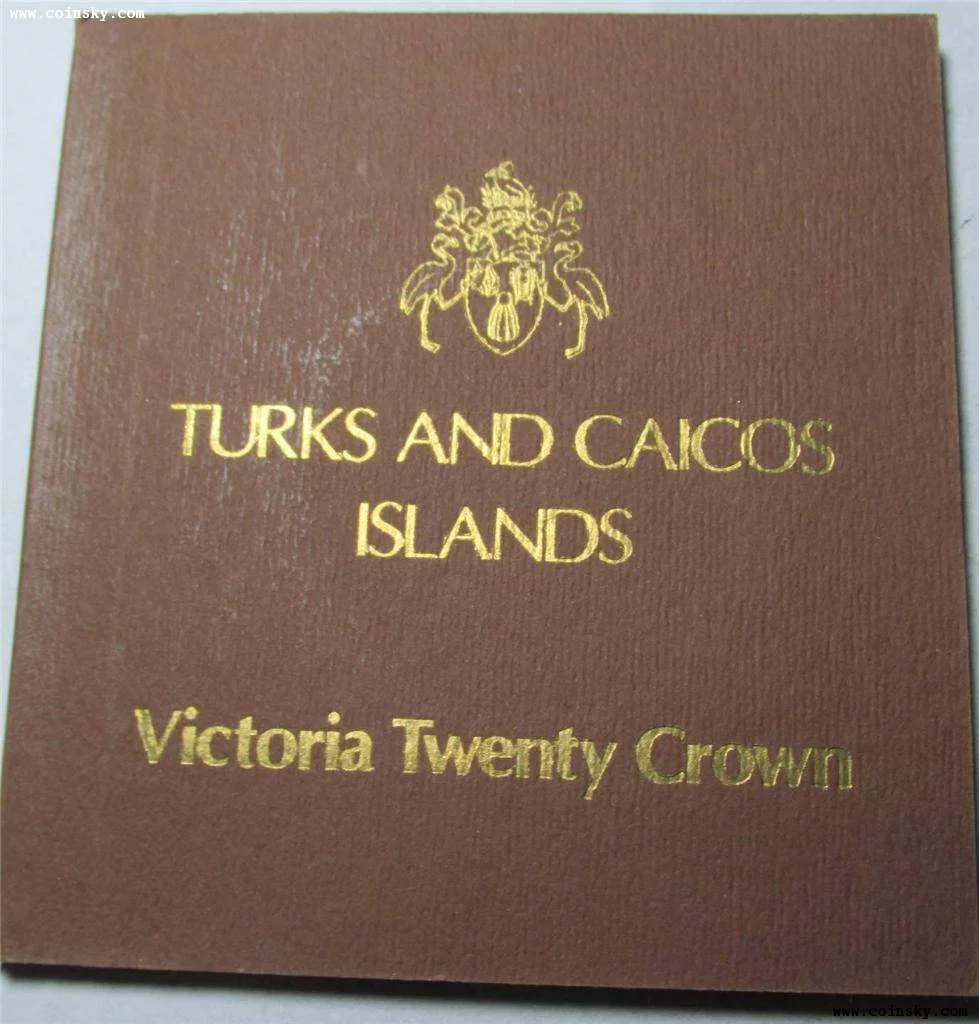 www.coinsky.com
TURKS AND CAICOS
ISLANDS
Victoria Twenty Crown
www.coinsky.com